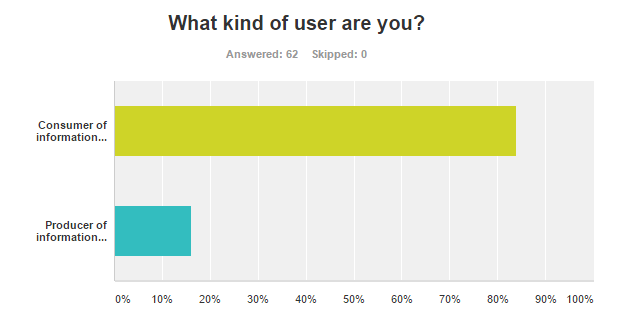 What kind of user are you?
Answered: 62 Skipped: 0
Consumer of
information...
Producer of
information...
0% 10% 20% 30% 40% 50% 60% 70% 80% 90% 100%